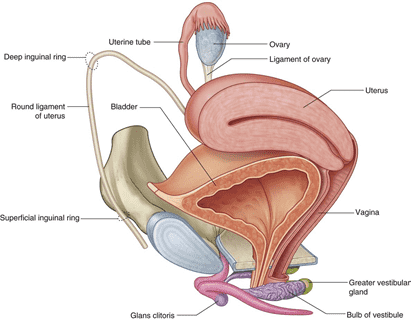 Uterine tube
Ovary
Deep inguinal ring
Ligament of ovary
Uterus
Round ligament
of uterus
Bladder
Vagina
Superficial inguinal ring
Greater vestibular
gland
Glans clitoris
Bulb of vestibule